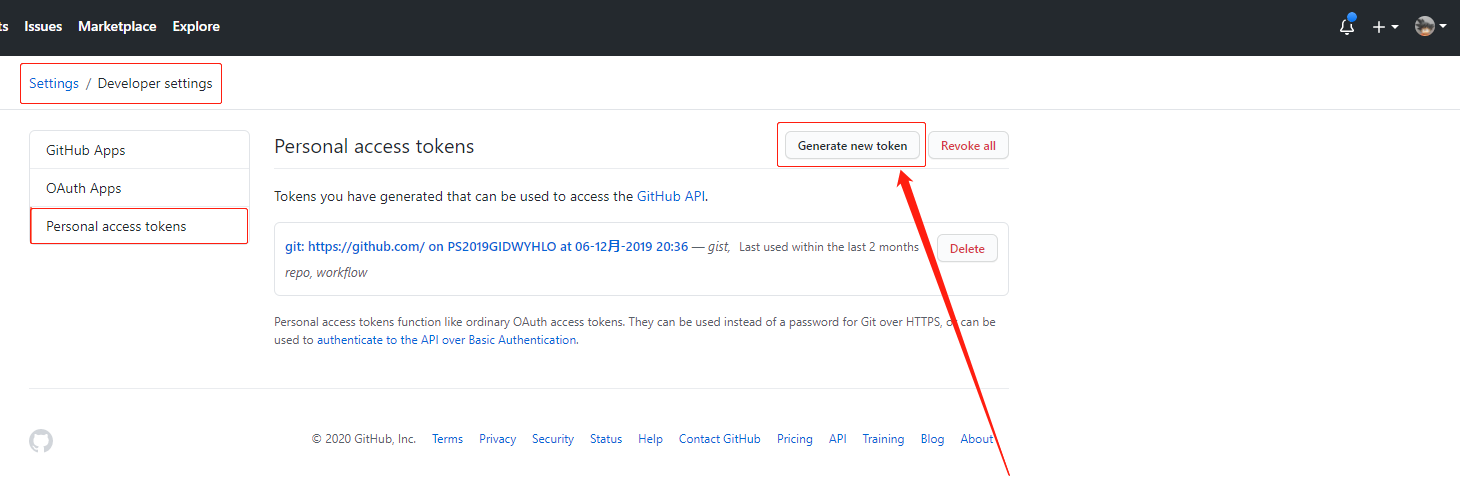 ts Issues Marketplace Explore
Settings / Developer settings
GitHub Apps
OAuth Apps
Personal access tokens
Personal access tokens
Generate new token
Revoke all
Tokens you have generated that can be used to access the GitHub API.
git: https://github.com/ on PS2019GIDWYHLO at 06-12月-2019 20:36 — gist, Last used within the last 2 months
repo, workflow
Delete
Personal access tokens function like ordinary OAuth access tokens. They can be used instead of a password for Git over HTTPS, or can be
used to authenticate to the API over Basic Authentication.
© 2020 GitHub, Inc. Terms Privacy Security Status Help Contact GitHub Pricing API Training Blog About